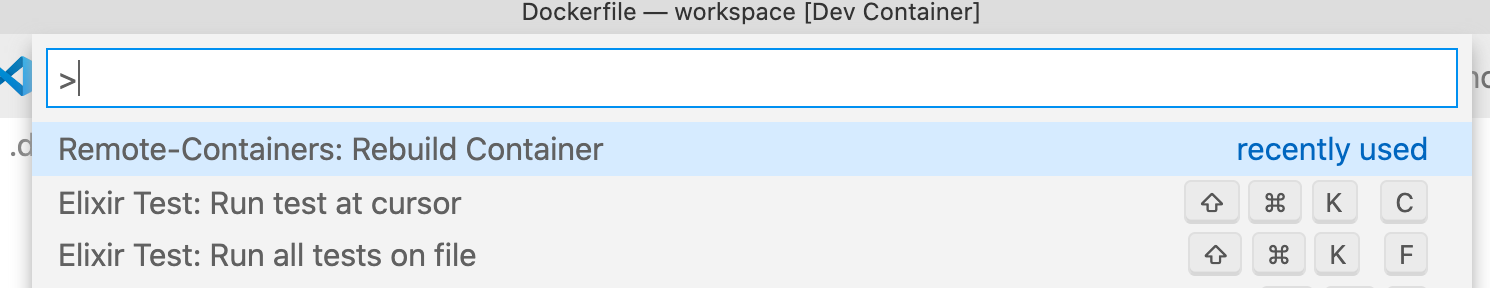 Dockerfile — workspace [Dev Container]
>
.d
Remote-Containers: Rebuild Container recently used
Elixir Test: Run test at cursor ⇧ ⌘ K C
Elixir Test: Run all tests on file ⇧ ⌘ K F